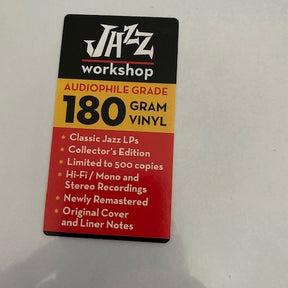 JAZZ
workshop
AUDIOPHILE GRADE
180 GRAM
VINYL
• Classic Jazz LPs
• Collector's Edition
• Limited to 500 copies
• Hi-Fi / Mono and
Stereo Recordings
• Newly Remastered
• Original Cover
and Liner Notes